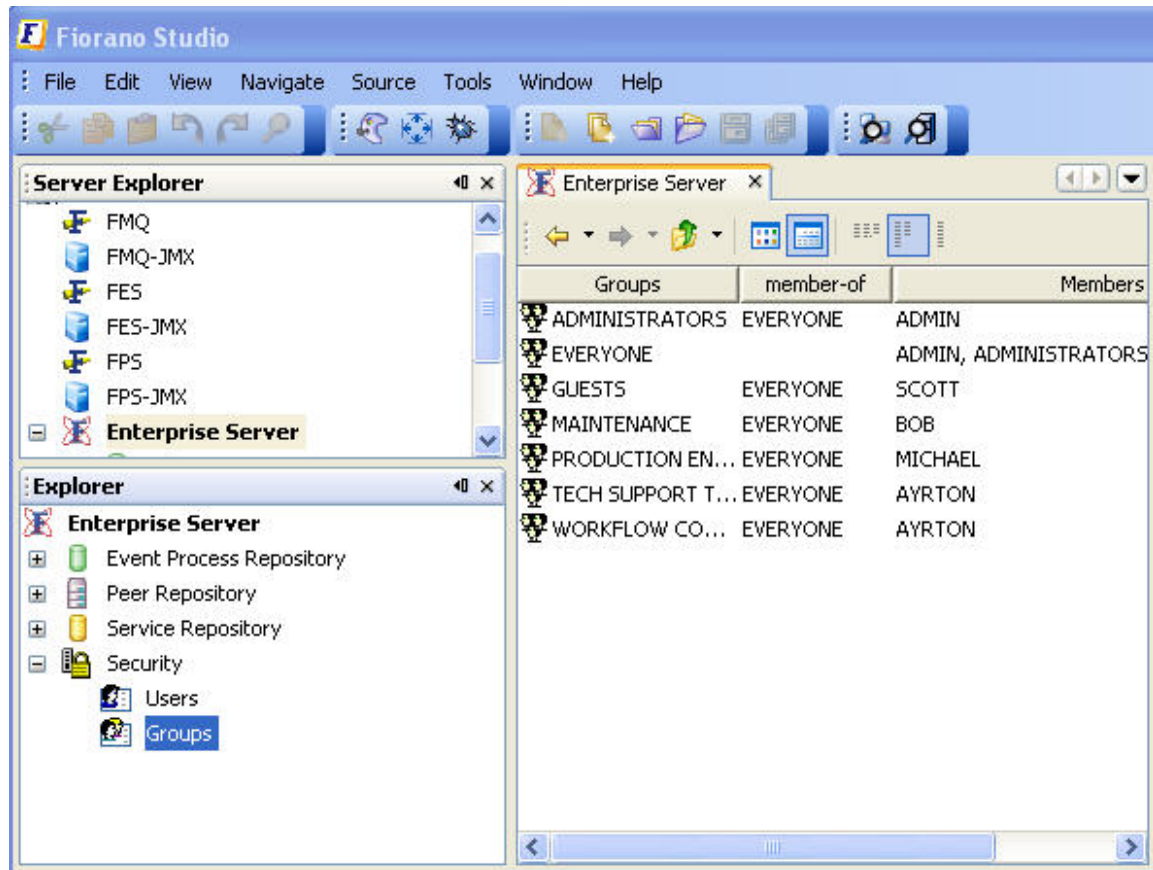 Fiorano Studio
File Edit View Navigate Source Tools Window Help
Server Explorer
FMQ
FMQ-JMX
FES
FES-JMX
FPS
FPS-JMX
Enterprise Server
Explorer
Enterprise Server
Event Process Repository
Peer Repository
Service Repository
Security
Users
Groups
Enterprise Server
Groups member-of Members
ADMINISTRATORS EVERYONE ADMIN
EVERYONE ADMIN, ADMINISTRATORS
GUESTS EVERYONE SCOTT
MAINTENANCE EVERYONE BOB
PRODUCTION EN... EVERYONE MICHAEL
TECH SUPPORT T... EVERYONE AYRTON
WORKFLOW CO... EVERYONE AYRTON